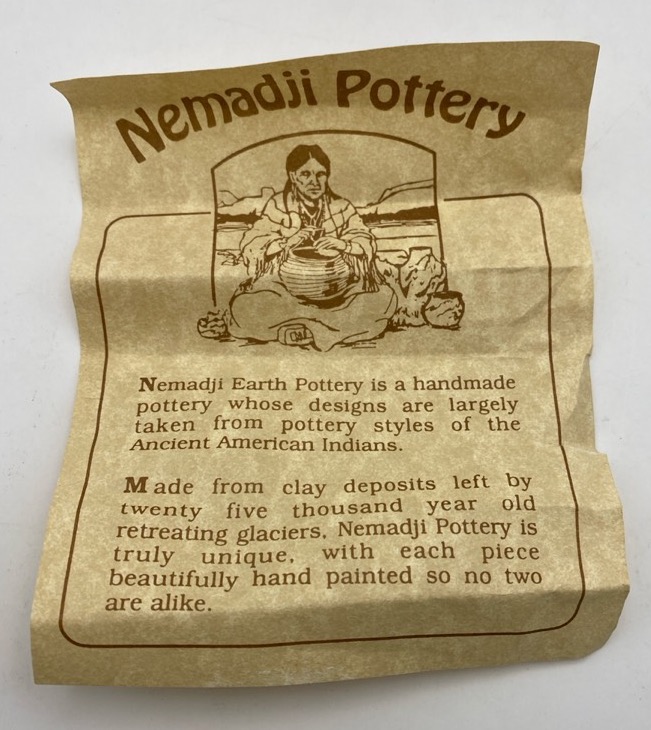 Nemadji Pottery
Nemadji Earth Pottery is a handmade
pottery whose designs are largely
taken from pottery styles of the
Ancient American Indians.
Made from clay deposits left by
twenty five thousand year old
retreating glaciers, Nemadji Pottery is
truly unique, with each piece
beautifully hand painted so no two
are alike.